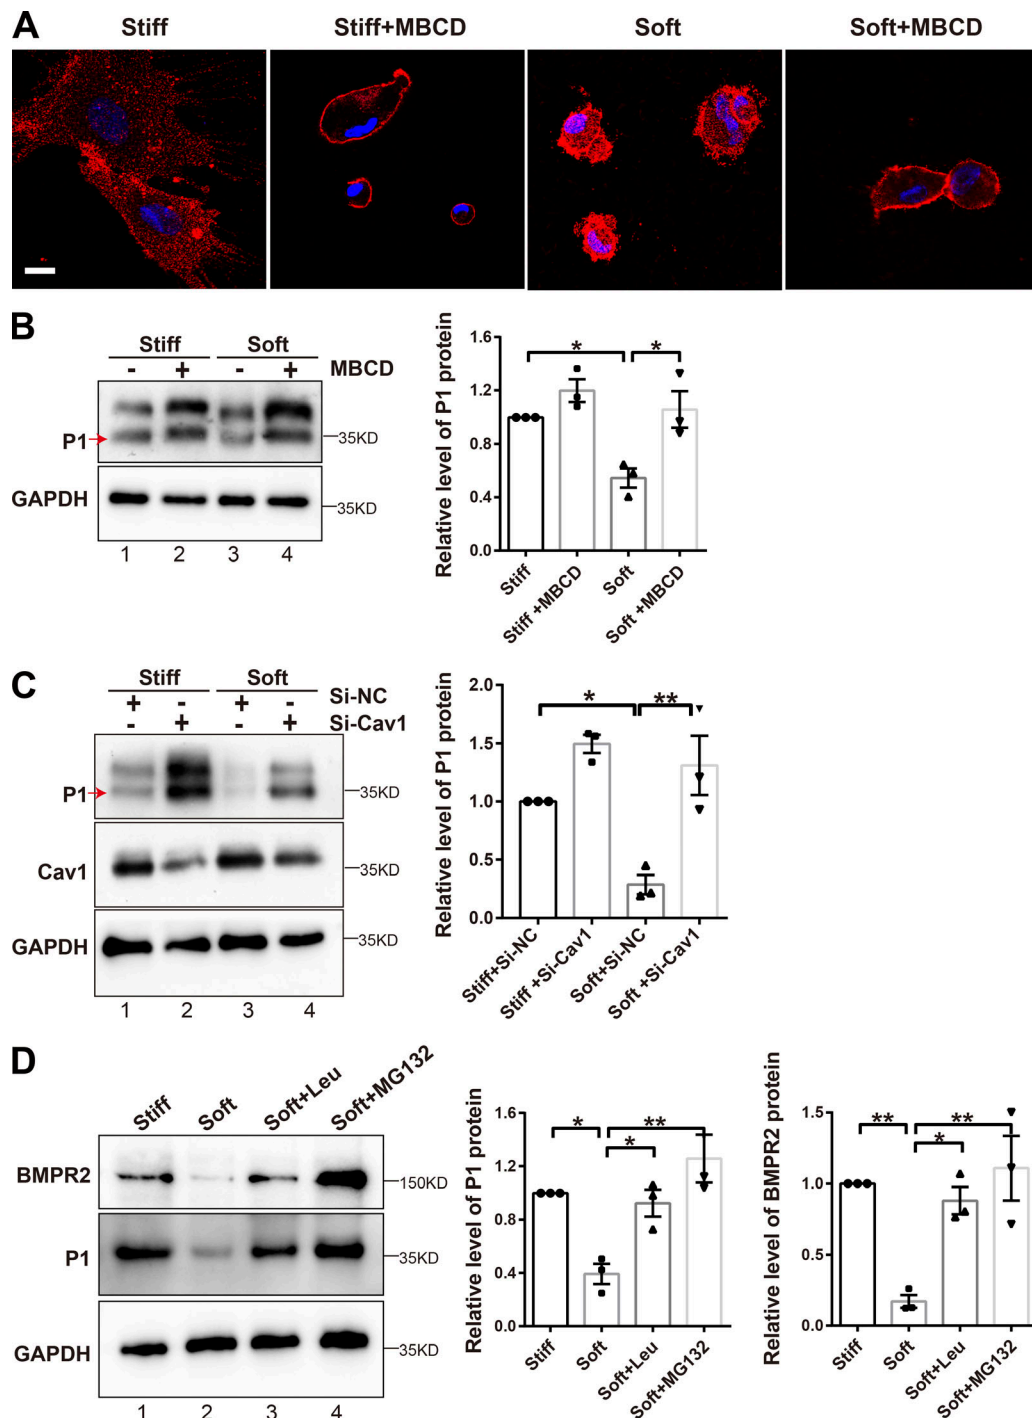 A
Stiff Stiff+MBCD Soft Soft+MBCD
B
Stiff Soft
- + - + MBCD
P1 35KD
GAPDH 35KD
1 2 3 4
Relative level of P1 protein
1.6
1.2
0.8
0.4
0.0
* *
Stiff
Stiff +MBCD
Soft
Soft +MBCD
C
Stiff Soft
+ - + - Si-NC
- + - + Si-Cav1
P1 35KD
Cav1 35KD
GAPDH 35KD
1 2 3 4
Relative level of P1 protein
2.0
1.5
1.0
0.5
0.0
* **
Stiff+Si-NC
Stiff +Si-Cav1
Soft+Si-NC
Soft +Si-Cav1
D
Stiff Soft Soft+Leu Soft+MG132
BMPR2 150KD
P1 35KD
GAPDH 35KD
1 2 3 4
Relative level of P1 protein
1.6
1.2
0.8
0.4
0.0
* **
*
Stiff
Soft
Soft+Leu
Soft+MG132
Relative level of BMPR2 protein
1.5
1.0
0.5
0.0
** **
*
Stiff
Soft
Soft+Leu
Soft+MG132